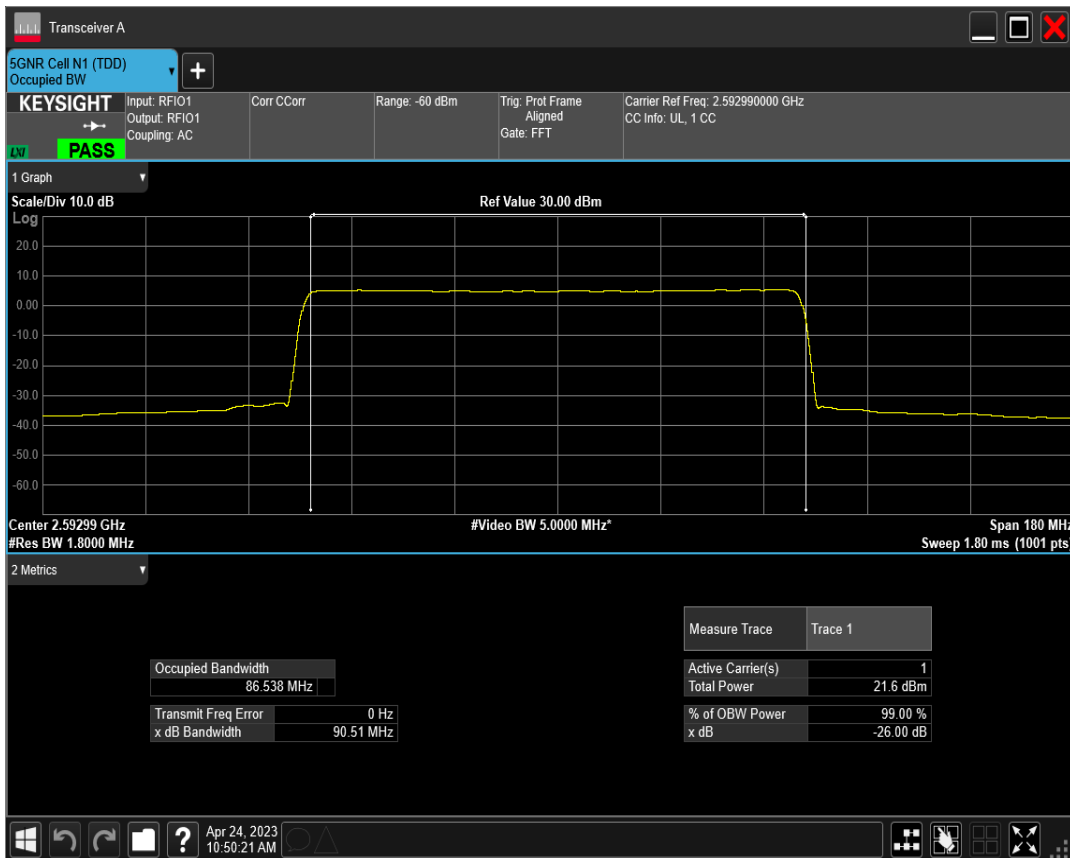 Transceiver A
5GNR Cell N1 (TDD)
Occupied BW
+
KEYSIGHT
LXI
PASS
Input: RFIO1
Output: RFIO1
Coupling: AC
Corr CCorr
Range: -60 dBm
Trig: Prot Frame
Aligned
Gate: FFT
Carrier Ref Freq: 2.592990000 GHz
CC Info: UL, 1 CC
1 Graph
Scale/Div 10.0 dB
Ref Value 30.00 dBm
Log
20.0
10.0
0.00
-10.0
-20.0
-30.0
-40.0
-50.0
-60.0
Center 2.59299 GHz
#Video BW 5.0000 MHz*
Span 180 MHz
#Res BW 1.8000 MHz
Sweep 1.80 ms (1001 pts)
2 Metrics
Measure Trace Trace 1
Occupied Bandwidth
86.538 MHz
Active Carrier(s) 1
Total Power 21.6 dBm
Transmit Freq Error 0 Hz
x dB Bandwidth 90.51 MHz
% of OBW Power 99.00 %
x dB -26.00 dB
?
Apr 24, 2023
10:50:21 AM